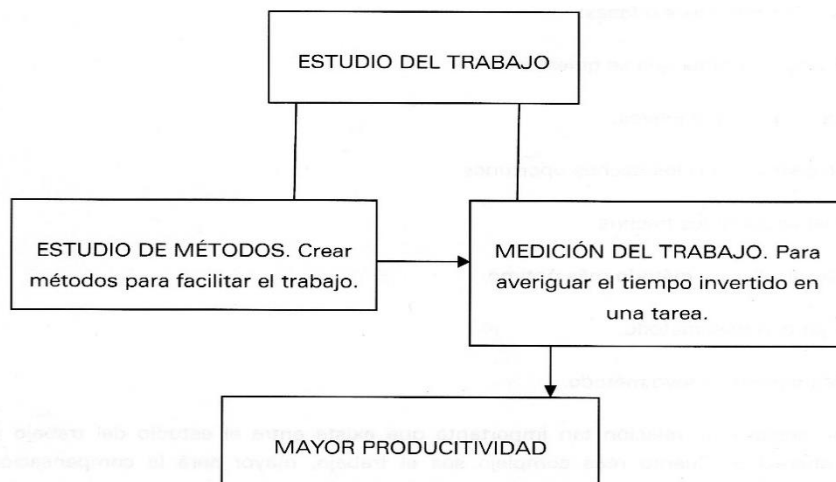 ESTUDIO DEL TRABAJO
ESTUDIO DE MÉTODOS. Crear
métodos para facilitar el trabajo.
MEDICIÓN DEL TRABAJO. Para
averiguar el tiempo invertido en
una tarea.
MAYOR PRODUCITIVIDAD